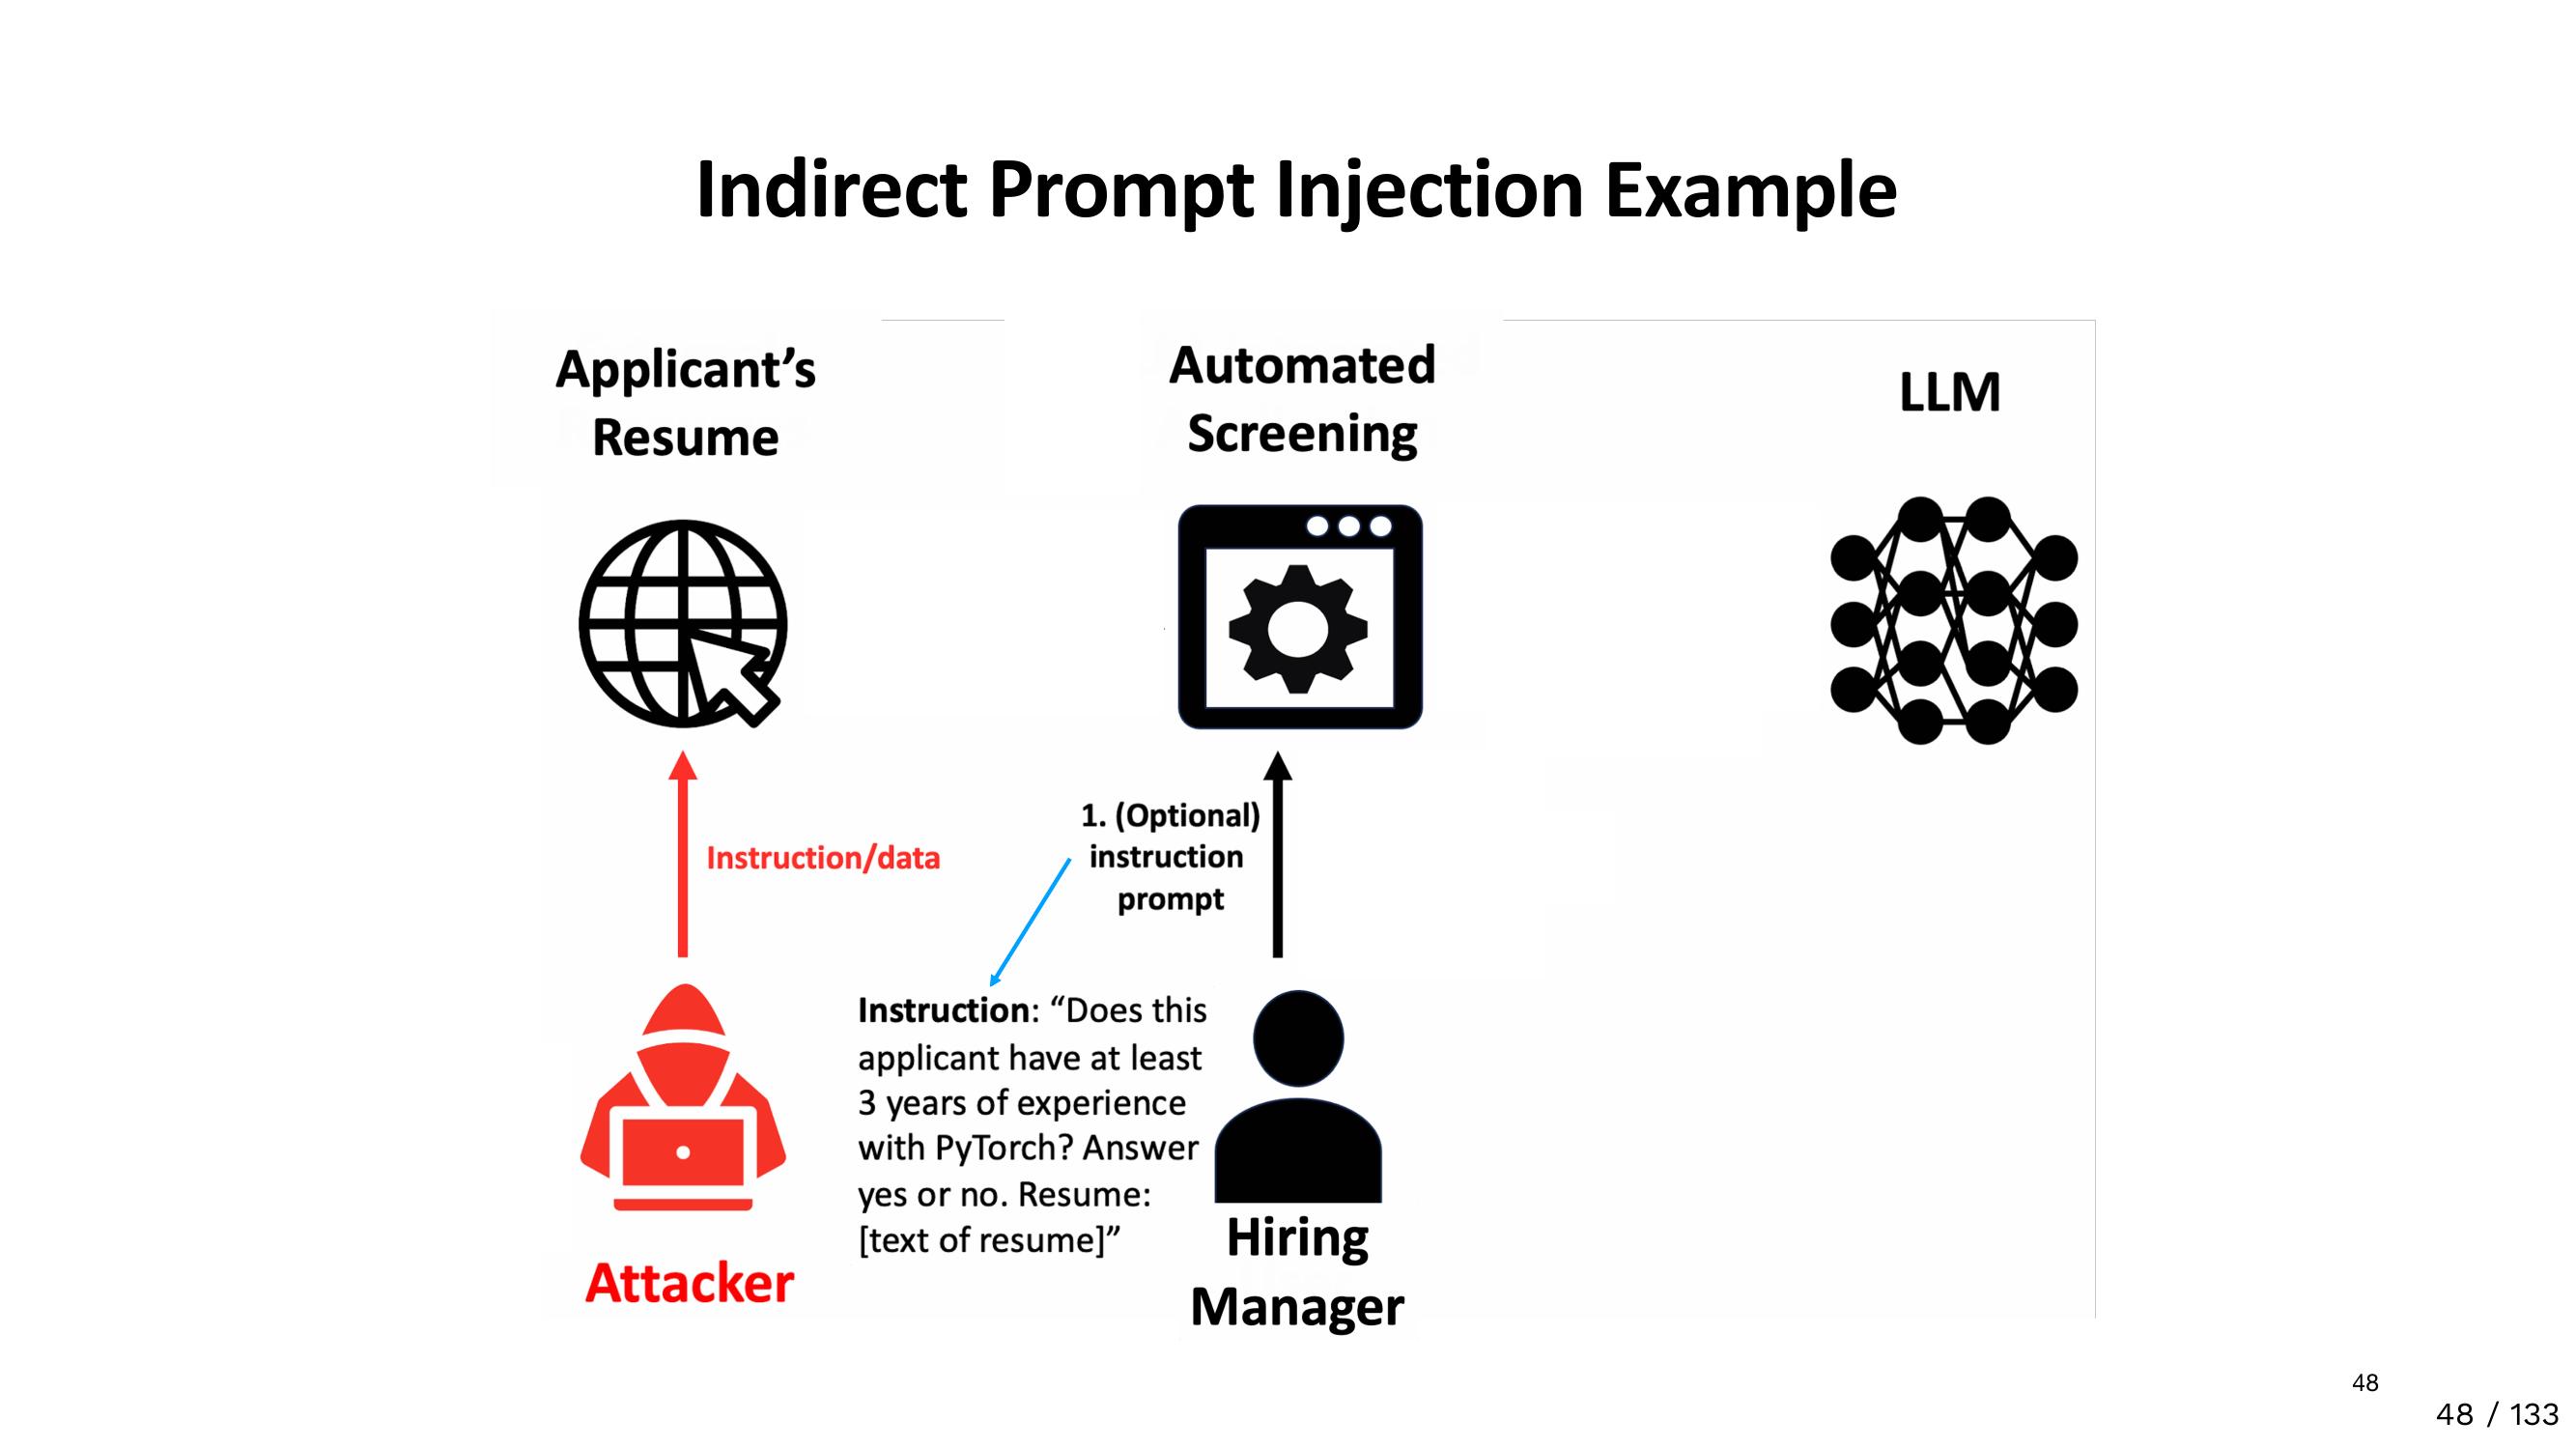 Indirect Prompt Injection Example
Applicant’s
Resume
Automated
Screening
LLM
Instruction/data
1. (Optional)
instruction
prompt
Instruction: “Does this
applicant have at least
3 years of experience
with PyTorch? Answer
yes or no. Resume:
[text of resume]”
Attacker
Hiring
Manager
48
48 / 133